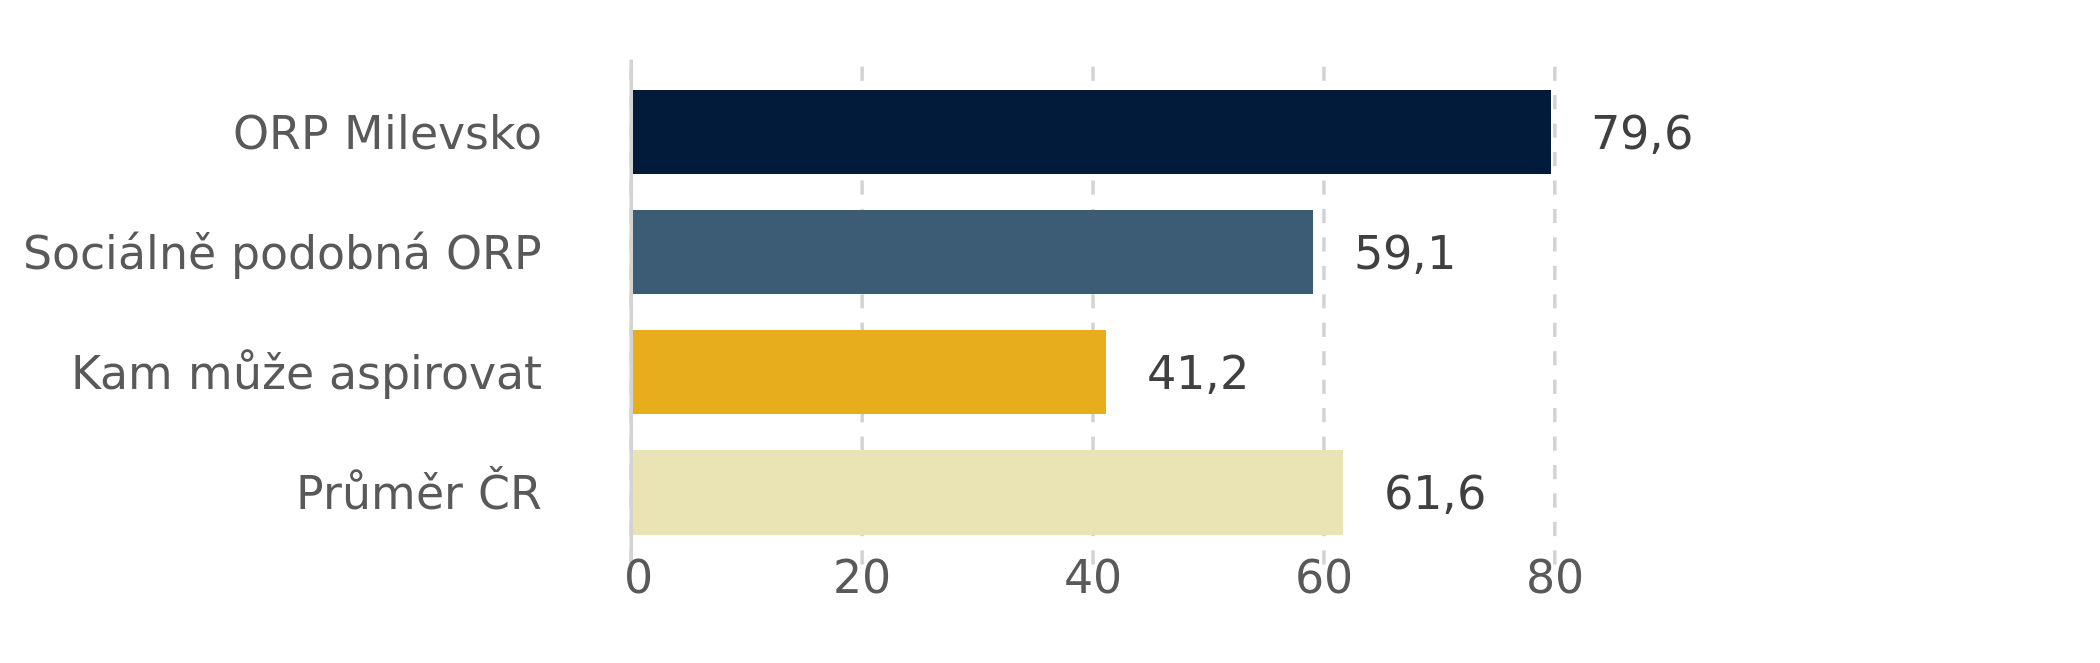 ORP Milevsko 79,6
Sociálně podobná ORP 59,1
Kam může aspirovat 41,2
Průměr ČR 61,6
0 20 40 60 80